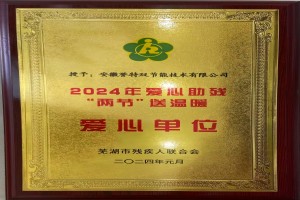 授于：安徽普特双节能技术有限公司
2024年爱心助残
“两节”送温暖
爱心单位
芜湖市残疾人联合会
二〇二四年元月